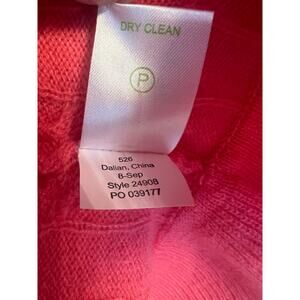 DRY CLEAN
P
526
Dalian, China
8-Sep
Style 24908
PO 039177